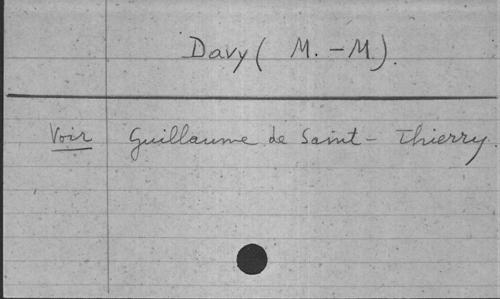 Davy ( M. - M).
Voir Guillaume de Saint - Thierry.